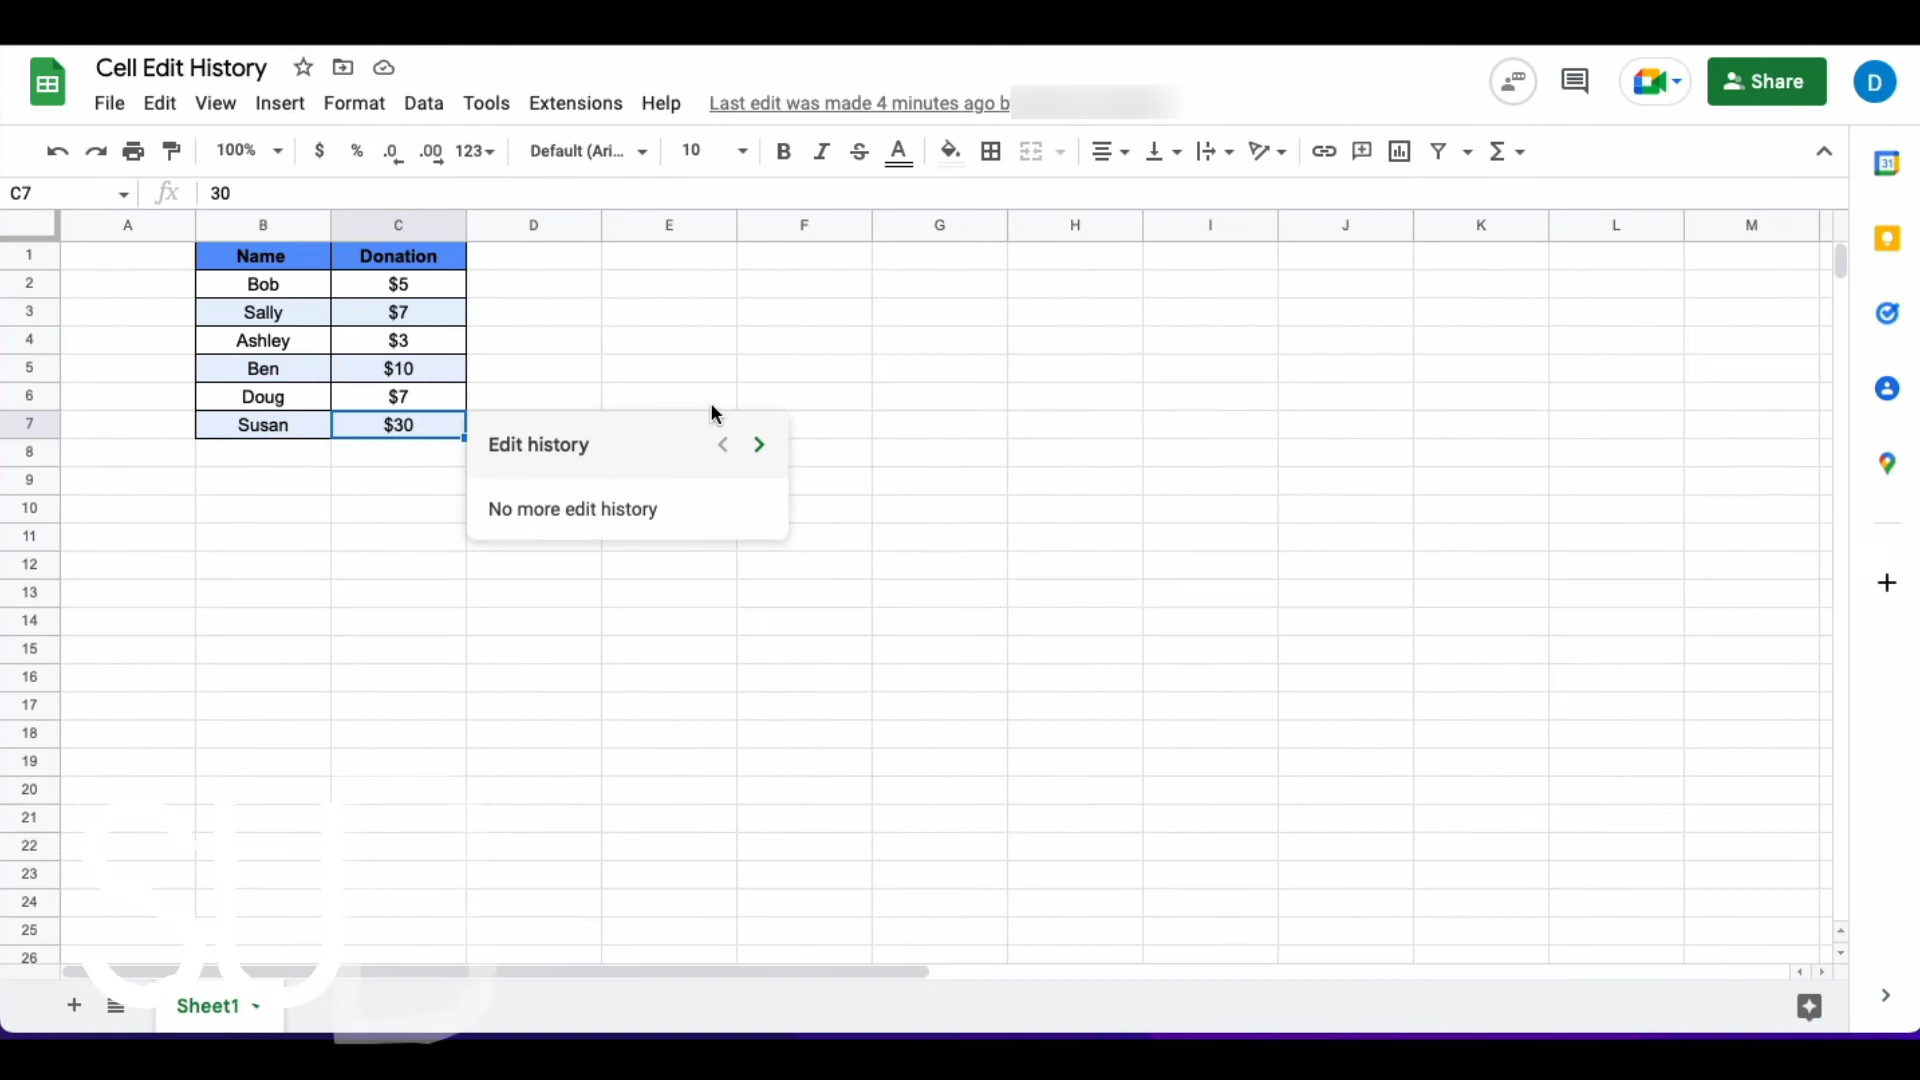 Cell Edit History
File Edit View Insert Format Data Tools Extensions Help Last edit was made 4 minutes ago b
Share
D
100% $ % .0 .00 123 Default (Ari... 10 B I S A Σ
31
C7 fx 30
A B C D E F G H I J K L M
1 Name Donation
2 Bob $5
3 Sally $7
4 Ashley $3
5 Ben $10
6 Doug $7
7 Susan $30
Edit history
No more edit history
8
9
10
11
12
13
14
15
16
17
18
19
20
21
22
23
24
25
26
Sheet1